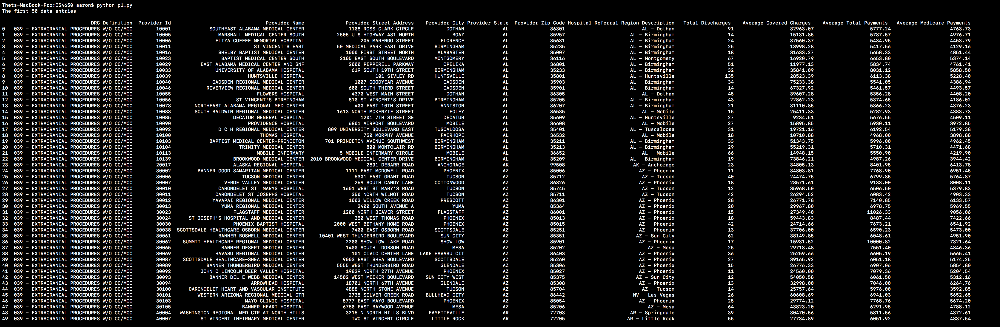 [Thets-MacBook-Pro:CS4650 aaron$ python p1.py
The first 50 data entries
DRG Definition Provider Id Provider Name Provider Street Address Provider City Provider State Provider Zip Code Hospital Referral Region Description Total Discharges Average Covered Charges Average Total Payments Average Medicare Payments
0 039 - EXTRACRANIAL PROCEDURES W/O CC/MCC 10001 SOUTHEAST ALABAMA MEDICAL CENTER 1108 ROSS CLARK CIRCLE DOTHAN AL 36301 AL - Dothan 91 32963.07 5777.24 4763.73
1 039 - EXTRACRANIAL PROCEDURES W/O CC/MCC 10005 MARSHALL MEDICAL CENTER SOUTH 2505 U S HIGHWAY 431 NORTH BOAZ AL 35957 AL - Birmingham 14 15131.85 5787.57 4976.71
2 039 - EXTRACRANIAL PROCEDURES W/O CC/MCC 10006 ELIZA COFFEE MEMORIAL HOSPITAL 205 MARENGO STREET FLORENCE AL 35631 AL - Birmingham 24 37560.37 5434.95 4453.79
3 039 - EXTRACRANIAL PROCEDURES W/O CC/MCC 10011 ST VINCENT'S EAST 50 MEDICAL PARK EAST DRIVE BIRMINGHAM AL 35235 AL - Birmingham 25 13998.28 5417.56 4129.16
4 039 - EXTRACRANIAL PROCEDURES W/O CC/MCC 10016 SHELBY BAPTIST MEDICAL CENTER 1000 FIRST STREET NORTH ALABASTER AL 35007 AL - Birmingham 18 31633.27 5658.33 4851.44
5 039 - EXTRACRANIAL PROCEDURES W/O CC/MCC 10023 BAPTIST MEDICAL CENTER SOUTH 2105 EAST SOUTH BOULEVARD MONTGOMERY AL 36116 AL - Montgomery 67 16920.79 6653.80 5374.14
6 039 - EXTRACRANIAL PROCEDURES W/O CC/MCC 10029 EAST ALABAMA MEDICAL CENTER AND SNF 2000 PEPPERELL PARKWAY OPELIKA AL 36801 AL - Birmingham 51 11977.13 5834.74 4761.41
7 039 - EXTRACRANIAL PROCEDURES W/O CC/MCC 10033 UNIVERSITY OF ALABAMA HOSPITAL 619 SOUTH 19TH STREET BIRMINGHAM AL 35233 AL - Birmingham 32 35841.09 8031.12 5858.50
8 039 - EXTRACRANIAL PROCEDURES W/O CC/MCC 10039 HUNTSVILLE HOSPITAL 101 SIVLEY RD HUNTSVILLE AL 35801 AL - Huntsville 135 28523.39 6113.38 5228.40
9 039 - EXTRACRANIAL PROCEDURES W/O CC/MCC 10040 GADSDEN REGIONAL MEDICAL CENTER 1007 GOODYEAR AVENUE GADSDEN AL 35903 AL - Birmingham 34 75233.38 5541.05 4386.94
10 039 - EXTRACRANIAL PROCEDURES W/O CC/MCC 10046 RIVERVIEW REGIONAL MEDICAL CENTER 600 SOUTH THIRD STREET GADSDEN AL 35901 AL - Birmingham 14 67327.92 5461.57 4493.57
11 039 - EXTRACRANIAL PROCEDURES W/O CC/MCC 10055 FLOWERS HOSPITAL 4370 WEST MAIN STREET DOTHAN AL 36305 AL - Dothan 45 39607.28 5356.28 4408.20
12 039 - EXTRACRANIAL PROCEDURES W/O CC/MCC 10056 ST VINCENT'S BIRMINGHAM 810 ST VINCENT'S DRIVE BIRMINGHAM AL 35205 AL - Birmingham 43 22862.23 5374.65 4186.02
13 039 - EXTRACRANIAL PROCEDURES W/O CC/MCC 10078 NORTHEAST ALABAMA REGIONAL MED CENTER 400 EAST 10TH STREET ANNISTON AL 36207 AL - Birmingham 21 31110.85 5366.23 4376.23
14 039 - EXTRACRANIAL PROCEDURES W/O CC/MCC 10083 SOUTH BALDWIN REGIONAL MEDICAL CENTER 1613 NORTH MCKENZIE STREET FOLEY AL 36535 AL - Mobile 15 25411.33 5282.93 4383.73
15 039 - EXTRACRANIAL PROCEDURES W/O CC/MCC 10085 DECATUR GENERAL HOSPITAL 1201 7TH STREET SE DECATUR AL 35609 AL - Huntsville 27 9234.51 5676.55 4509.11
16 039 - EXTRACRANIAL PROCEDURES W/O CC/MCC 10090 PROVIDENCE HOSPITAL 6801 AIRPORT BOULEVARD MOBILE AL 36608 AL - Mobile 27 15895.85 5930.11 3972.85
17 039 - EXTRACRANIAL PROCEDURES W/O CC/MCC 10092 D C H REGIONAL MEDICAL CENTER 809 UNIVERSITY BOULEVARD EAST TUSCALOOSA AL 35401 AL - Tuscaloosa 31 19721.16 6192.54 5179.38
18 039 - EXTRACRANIAL PROCEDURES W/O CC/MCC 10100 THOMAS HOSPITAL 750 MORPHY AVENUE FAIRHOPE AL 36532 AL - Mobile 18 10710.88 4968.00 3898.88
19 039 - EXTRACRANIAL PROCEDURES W/O CC/MCC 10103 BAPTIST MEDICAL CENTER-PRINCETON 701 PRINCETON AVENUE SOUTHWEST BIRMINGHAM AL 35211 AL - Birmingham 33 51343.75 5996.00 4962.45
20 039 - EXTRACRANIAL PROCEDURES W/O CC/MCC 10104 TRINITY MEDICAL CENTER 800 MONTCLAIR RD BIRMINGHAM AL 35213 AL - Birmingham 29 55219.31 5710.31 4471.68
21 039 - EXTRACRANIAL PROCEDURES W/O CC/MCC 10113 MOBILE INFIRMARY 5 MOBILE INFIRMARY CIRCLE MOBILE AL 36652 AL - Mobile 66 14948.15 5550.90 4219.90
22 039 - EXTRACRANIAL PROCEDURES W/O CC/MCC 10139 BROOKWOOD MEDICAL CENTER 2010 BROOKWOOD MEDICAL CENTER DRIVE BIRMINGHAM AL 35209 AL - Birmingham 19 73846.21 4987.26 3944.42
23 039 - EXTRACRANIAL PROCEDURES W/O CC/MCC 20017 ALASKA REGIONAL HOSPITAL 2801 DEBARR ROAD ANCHORAGE AK 99508 AK - Anchorage 23 34805.13 8401.95 6413.78
24 039 - EXTRACRANIAL PROCEDURES W/O CC/MCC 30002 BANNER GOOD SAMARITAN MEDICAL CENTER 1111 EAST MCDOWELL ROAD PHOENIX AZ 85006 AZ - Phoenix 11 34803.81 7768.90 6951.45
25 039 - EXTRACRANIAL PROCEDURES W/O CC/MCC 30006 TUCSON MEDICAL CENTER 5301 EAST GRANT ROAD TUCSON AZ 85712 AZ - Tucson 40 24474.75 6799.85 5764.87
26 039 - EXTRACRANIAL PROCEDURES W/O CC/MCC 30007 VERDE VALLEY MEDICAL CENTER 269 SOUTH CANDY LANE COTTONWOOD AZ 86326 AZ - Phoenix 18 28571.61 9133.00 8008.11
27 039 - EXTRACRANIAL PROCEDURES W/O CC/MCC 30010 CARONDELET ST  MARYS HOSPITAL 1601 WEST ST MARY'S ROAD TUCSON AZ 85745 AZ - Tucson 12 35968.50 6506.50 5379.83
28 039 - EXTRACRANIAL PROCEDURES W/O CC/MCC 30011 CARONDELET ST JOSEPHS HOSPITAL 350 NORTH WILMOT ROAD TUCSON AZ 85711 AZ - Tucson 42 26294.52 6083.42 4903.33
29 039 - EXTRACRANIAL PROCEDURES W/O CC/MCC 30012 YAVAPAI REGIONAL MEDICAL CENTER 1003 WILLOW CREEK ROAD PRESCOTT AZ 86301 AZ - Phoenix 28 26771.78 7140.85 6133.57
30 039 - EXTRACRANIAL PROCEDURES W/O CC/MCC 30013 YUMA REGIONAL MEDICAL CENTER 2400 SOUTH AVENUE A YUMA AZ 85364 AZ - Phoenix 20 29967.80 6978.75 5969.55
31 039 - EXTRACRANIAL PROCEDURES W/O CC/MCC 30023 FLAGSTAFF MEDICAL CENTER 1200 NORTH BEAVER STREET FLAGSTAFF AZ 86001 AZ - Phoenix 15 27349.40 11026.33 9056.06
32 039 - EXTRACRANIAL PROCEDURES W/O CC/MCC 30024 ST JOSEPH'S HOSPITAL AND MEDICAL CENTER 350 WEST THOMAS ROAD PHOENIX AZ 85013 AZ - Phoenix 18 59443.83 8487.44 7422.66
33 039 - EXTRACRANIAL PROCEDURES W/O CC/MCC 30030 PHOENIX BAPTIST HOSPITAL 2000 WEST BETHANY HOME ROAD PHOENIX AZ 85015 AZ - Phoenix 42 24714.66 7673.21 6541.92
34 039 - EXTRACRANIAL PROCEDURES W/O CC/MCC 30038 SCOTTSDALE HEALTHCARE-OSBORN MEDICAL CENTER 7400 EAST OSBORN ROAD SCOTTSDALE AZ 85251 AZ - Phoenix 13 37706.00 6590.23 5473.00
35 039 - EXTRACRANIAL PROCEDURES W/O CC/MCC 30061 BANNER BOSWELL MEDICAL CENTER 10401 WEST THUNDERBIRD BOULEVARD SUN CITY AZ 85351 AZ - Sun City 62 38149.85 6048.61 4951.90
36 039 - EXTRACRANIAL PROCEDURES W/O CC/MCC 30062 SUMMIT HEALTHCARE REGIONAL MEDICAL CENTER 2200 SHOW LOW LAKE ROAD SHOW LOW AZ 85901 AZ - Phoenix 17 15931.52 10000.82 7321.64
37 039 - EXTRACRANIAL PROCEDURES W/O CC/MCC 30065 BANNER DESERT MEDICAL CENTER 1400 SOUTH  DOBSON ROAD MESA AZ 85202 AZ - Mesa 25 29718.48 7551.40 4846.36
38 039 - EXTRACRANIAL PROCEDURES W/O CC/MCC 30069 HAVASU REGIONAL MEDICAL CENTER 101 CIVIC CENTER LANE LAKE HAVASU CIT AZ 86403 AZ - Phoenix 36 25259.66 6605.19 5665.41
39 039 - EXTRACRANIAL PROCEDURES W/O CC/MCC 30087 SCOTTSDALE HEALTHCARE-SHEA MEDICAL CENTER 9003 EAST SHEA BOULEVARD SCOTTSDALE AZ 85260 AZ - Phoenix 27 39165.92 6051.18 5174.25
40 039 - EXTRACRANIAL PROCEDURES W/O CC/MCC 30089 BANNER THUNDERBIRD MEDICAL CENTER 5555 WEST THUNDERBIRD ROAD GLENDALE AZ 85306 AZ - Phoenix 15 26776.33 6907.06 5854.80
41 039 - EXTRACRANIAL PROCEDURES W/O CC/MCC 30092 JOHN C LINCOLN DEER VALLEY HOSPITAL 19829 NORTH 27TH AVENUE PHOENIX AZ 85027 AZ - Phoenix 11 24560.00 7079.36 5204.54
42 039 - EXTRACRANIAL PROCEDURES W/O CC/MCC 30093 BANNER DEL E WEBB MEDICAL CENTER 14502 WEST MEEKER BOULEVARD SUN CITY WEST AZ 85375 AZ - Sun City 12 54050.58 6061.50 5312.16
43 039 - EXTRACRANIAL PROCEDURES W/O CC/MCC 30094 ARROWHEAD HOSPITAL 18701 NORTH 67TH AVENUE GLENDALE AZ 85308 AZ - Phoenix 13 32998.00 7046.00 6264.76
44 039 - EXTRACRANIAL PROCEDURES W/O CC/MCC 30100 CARONDELET HEART AND VASCULAR INSTITUTE 4888 NORTH STONE AVENUE TUCSON AZ 85704 AZ - Tucson 14 25757.64 5976.00 3592.85
45 039 - EXTRACRANIAL PROCEDURES W/O CC/MCC 30101 WESTERN ARIZONA REGIONAL MEDICAL CTR 2735 SILVER CREEK ROAD BULLHEAD CITY AZ 86442 NV - Las Vegas 26 60608.69 6941.03 5652.65
46 039 - EXTRACRANIAL PROCEDURES W/O CC/MCC 30103 MAYO CLINIC HOSPITAL 5777 EAST MAYO BOULEVARD PHOENIX AZ 85054 AZ - Phoenix 25 29774.12 7768.76 5674.20
47 039 - EXTRACRANIAL PROCEDURES W/O CC/MCC 30105 BANNER HEART HOSPITAL 6750 EAST BAYWOOD AVENUE MESA AZ 85206 AZ - Mesa 64 43823.20 6291.95 4788.12
48 039 - EXTRACRANIAL PROCEDURES W/O CC/MCC 40004 WASHINGTON REGIONAL MED CTR AT NORTH HILLS 3215 N NORTH HILLS BLVD FAYETTEVILLE AR 72703 AR - Springdale 39 30470.56 5811.56 4372.61
49 039 - EXTRACRANIAL PROCEDURES W/O CC/MCC 40007 ST VINCENT INFIRMARY MEDICAL CENTER TWO ST VINCENT CIRCLE LITTLE ROCK AR 72205 AR - Little Rock 55 27734.89 6051.92 4837.54